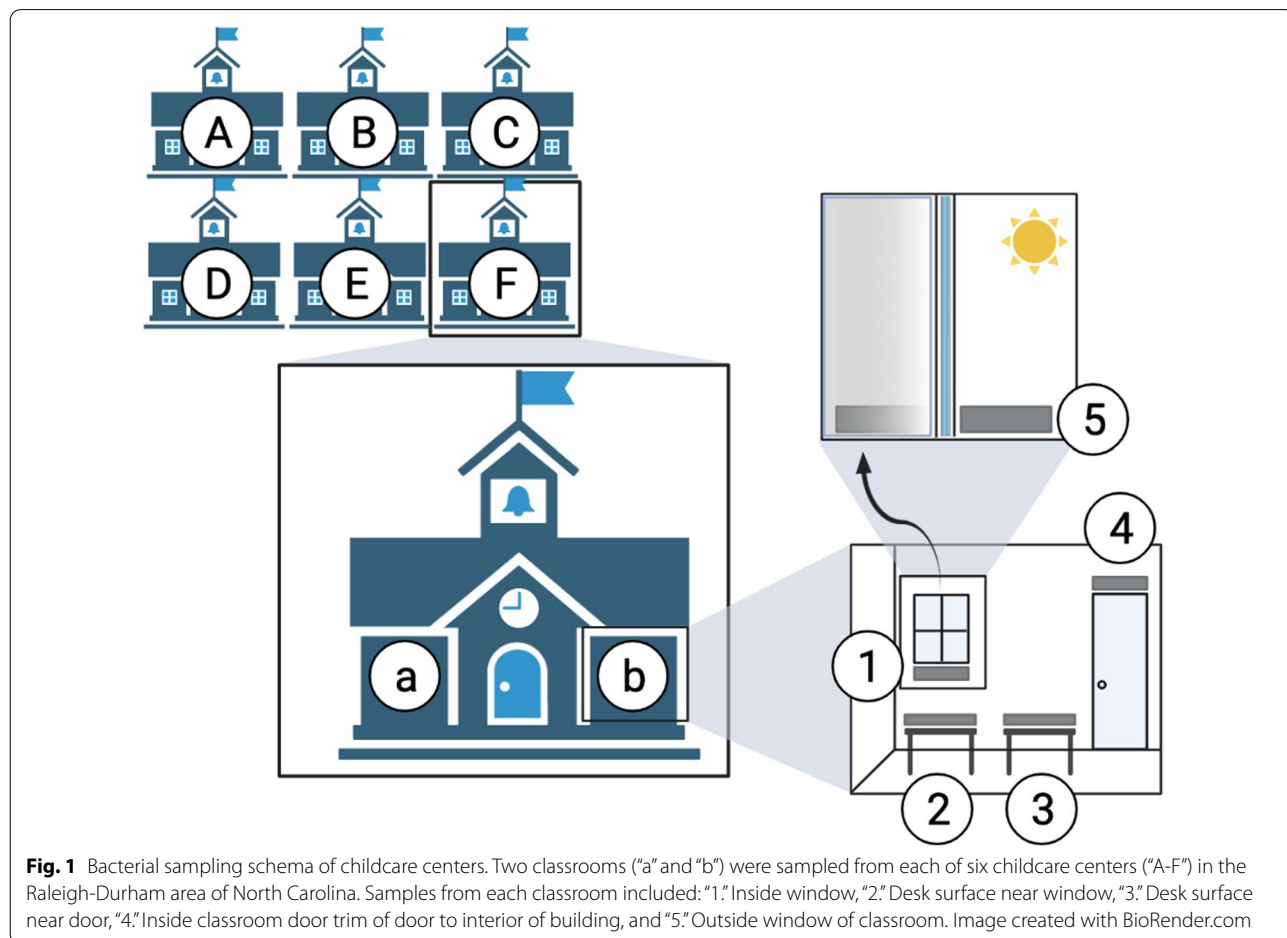 A
B
C
D
E
F
5
4
a
b
1
2
3
Fig. 1 Bacterial sampling schema of childcare centers. Two classrooms (“a” and “b”) were sampled from each of six childcare centers (“A-F”) in the
Raleigh-Durham area of North Carolina. Samples from each classroom included: “1.” Inside window, “2.” Desk surface near window, “3.” Desk surface
near door, “4.” Inside classroom door trim of door to interior of building, and “5.” Outside window of classroom. Image created with BioRender.com